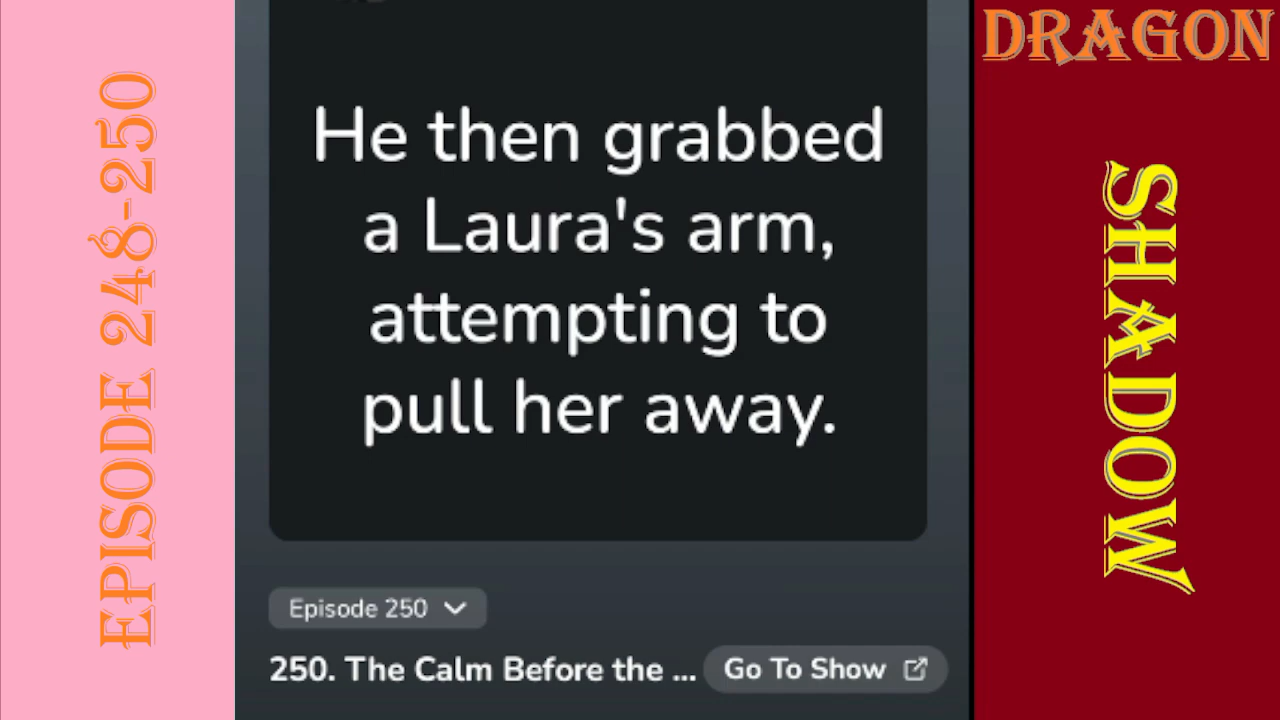 EPISODE 248-250
He then grabbed
a Laura's arm,
attempting to
pull her away.
Episode 250
250. The Calm Before the ...
Go To Show
DRAGON
SHADOW